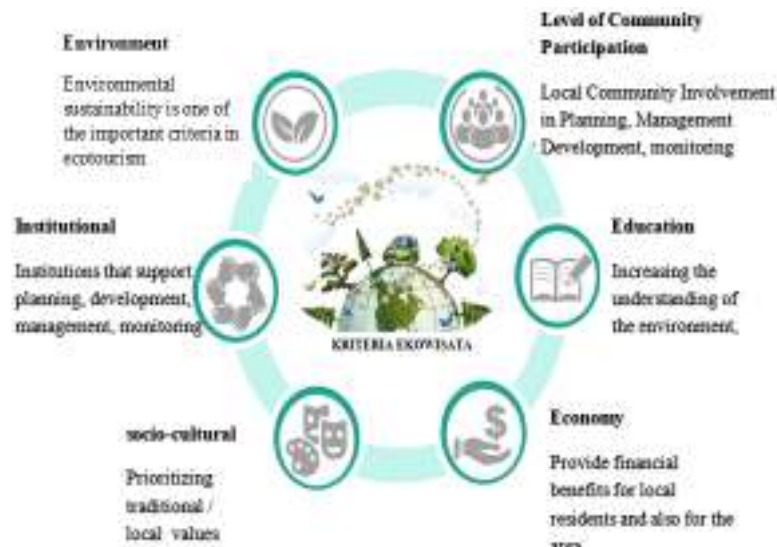 Environment
Environmental
sustainability is one of
the important criteria in
ecotourism
Level of Community
Participation
Local Community Involvement
in Planning, Management
Development, monitoring
Institutional
Institutions that support
planning, development,
management, monitoring
Education
Increasing the
understanding of
the environment,
KRITERIA EKOWISATA
socio-cultural
Prioritizing
traditional /
local values
Economy
Provide financial
benefits for local
residents and also for the